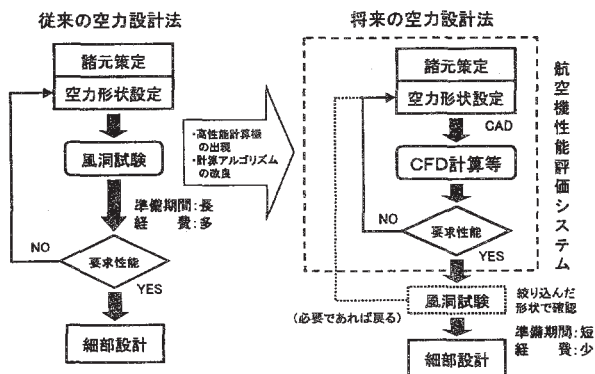 従来の空力設計法
諸元策定
空力形状設定
風洞試験
準備期間:長
経　費:多
NO
要求性能
YES
細部設計
・高性能計算機
の出現
・計算アルゴリズム
の改良
将来の空力設計法
諸元策定
空力形状設定
CAD
CFD計算等
NO
要求性能
YES
風洞試験
絞り込んだ
形状で確認
(必要であれば戻る)
準備期間:短
経　費:少
細部設計
航空機性能評価システム